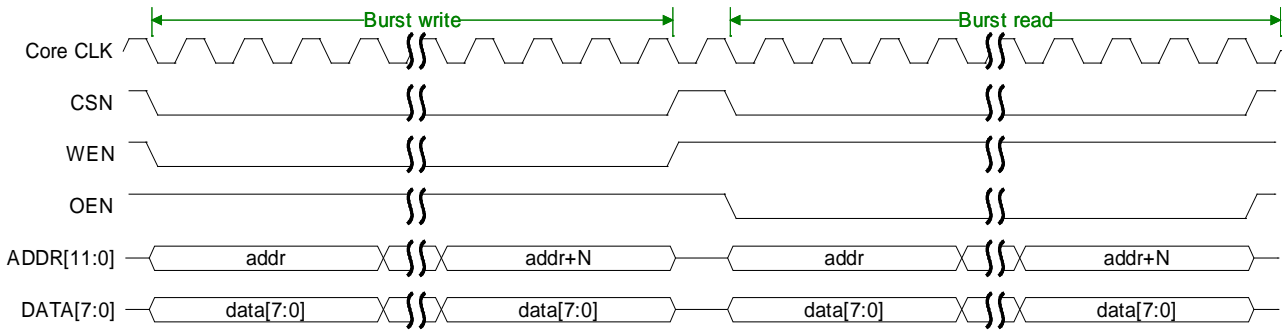 Burst write Burst read
Core CLK
CSN
WEN
OEN
ADDR[11:0] addr addr+N addr addr+N
DATA[7:0] data[7:0] data[7:0] data[7:0] data[7:0]